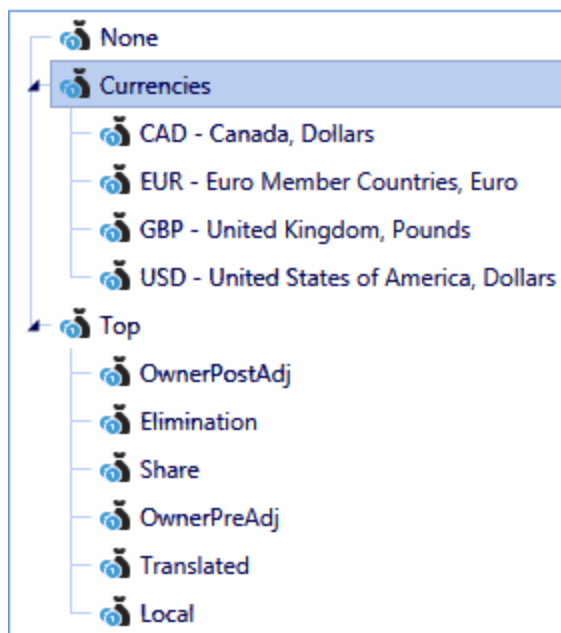 None
Currencies
CAD - Canada, Dollars
EUR - Euro Member Countries, Euro
GBP - United Kingdom, Pounds
USD - United States of America, Dollars
Top
OwnerPostAdj
Elimination
Share
OwnerPreAdj
Translated
Local